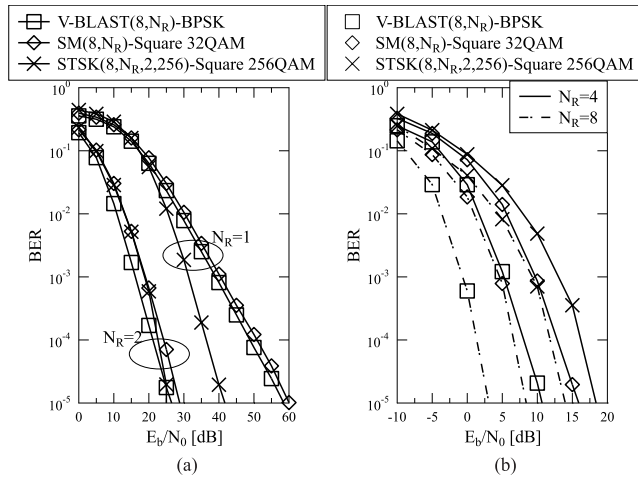 V-BLAST(8,N_R)-BPSK
SM(8,N_R)-Square 32QAM
STSK(8,N_R,2,256)-Square 256QAM
V-BLAST(8,N_R)-BPSK
SM(8,N_R)-Square 32QAM
STSK(8,N_R,2,256)-Square 256QAM
BER
10^0
10^-1
10^-2
10^-3
10^-4
10^-5
N_R=1
N_R=2
0 10 20 30 40 50 60
E_b/N_0 [dB]
(a)
BER
10^0
10^-1
10^-2
10^-3
10^-4
10^-5
N_R=4
N_R=8
-10 -5 0 5 10 15 20
E_b/N_0 [dB]
(b)